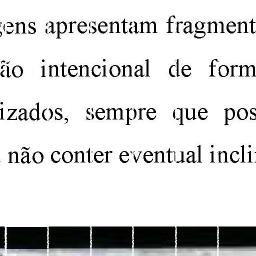 gens apresentam fragment
ão intencional de form
izados, sempre que pos
não conter eventual incli